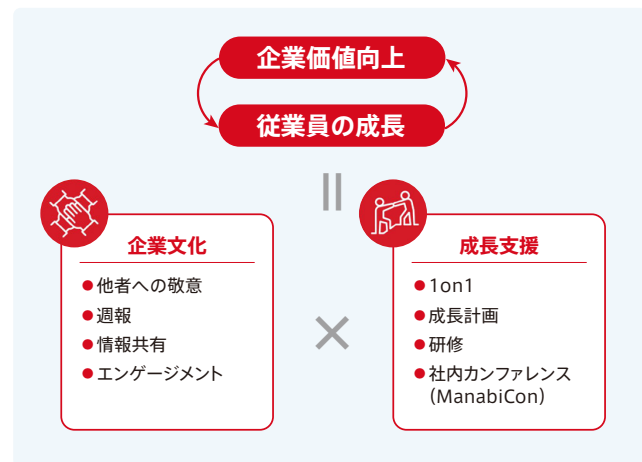 企業価値向上
従業員の成長
=
企業文化
●他者への敬意
●週報
●情報共有
●エンゲージメント
×
成長支援
●1on1
●成長計画
●研修
●社内カンファレンス
(ManabiCon)